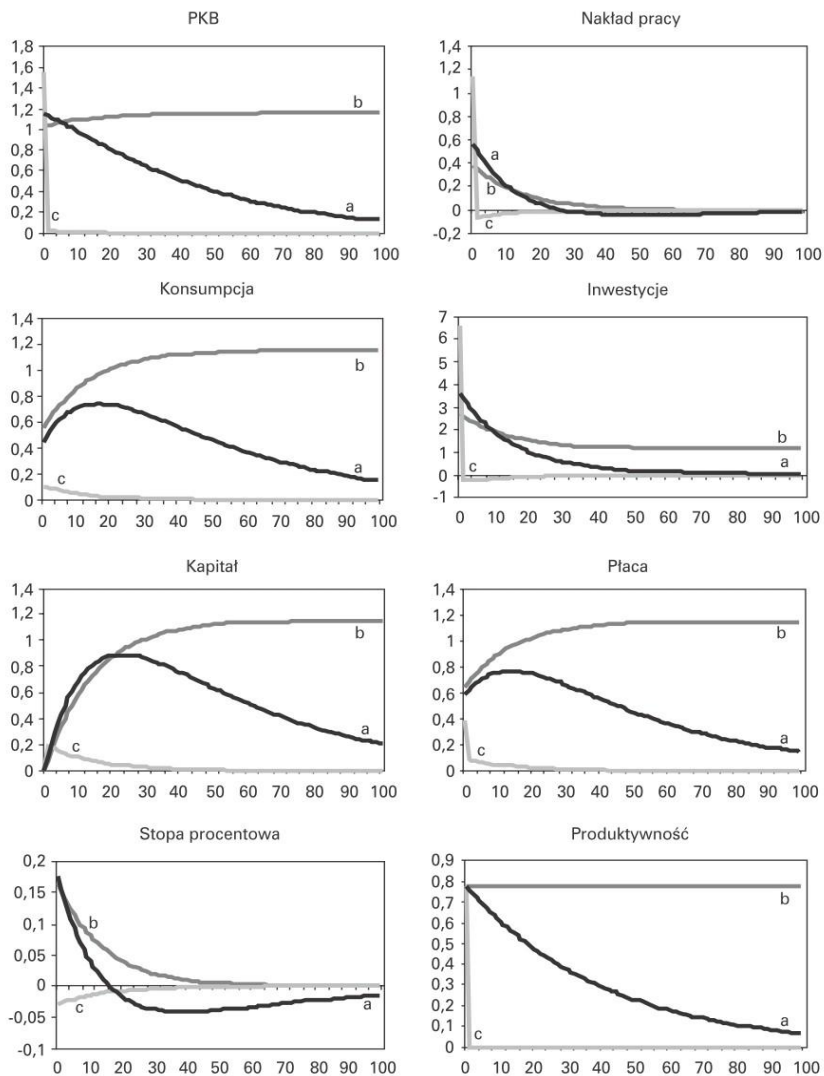 PKB
1,8
1,6
1,4
1,2
1
0,8
0,6
0,4
0,2
0
b
a
c
0 10 20 30 40 50 60 70 80 90 100
Nakład pracy
1,4
1,2
1
0,8
0,6
0,4
0,2
0
-0,2
a
b
c
0 10 20 30 40 50 60 70 80 90 100
Konsumpcja
1,4
1,2
1
0,8
0,6
0,4
0,2
0
b
a
c
0 10 20 30 40 50 60 70 80 90 100
Inwestycje
7
6
5
4
3
2
1
0
-1
b
a
c
0 10 20 30 40 50 60 70 80 90 100
Kapitał
1,4
1,2
1
0,8
0,6
0,4
0,2
0
b
a
c
0 10 20 30 40 50 60 70 80 90 100
Płaca
1,4
1,2
1
0,8
0,6
0,4
0,2
0
b
a
c
0 10 20 30 40 50 60 70 80 90 100
Stopa procentowa
0,2
0,15
0,1
0,05
0
-0,05
-0,1
b
c
a
0 10 20 30 40 50 60 70 80 90 100
Produktywność
0,9
0,8
0,7
0,6
0,5
0,4
0,3
0,2
0,1
0
b
a
c
0 10 20 30 40 50 60 70 80 90 100